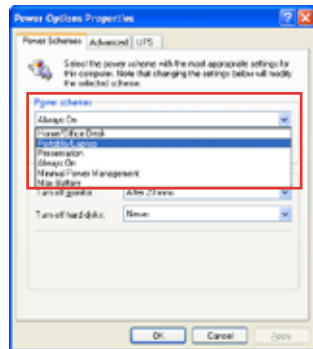 Power Options Properties
Power Schemes
Advanced
UPS
Select the power scheme with the most appropriate settings for
this computer. Note that changing the settings below will modify
the selected scheme.
Power schemes
Always On
Home/Office Desk
Portable/Laptop
Presentation
Always On
Minimal Power Management
Max Battery
Turn off monitor:
After 20 mins
Turn off hard disks:
Never
OK
Cancel
Apply